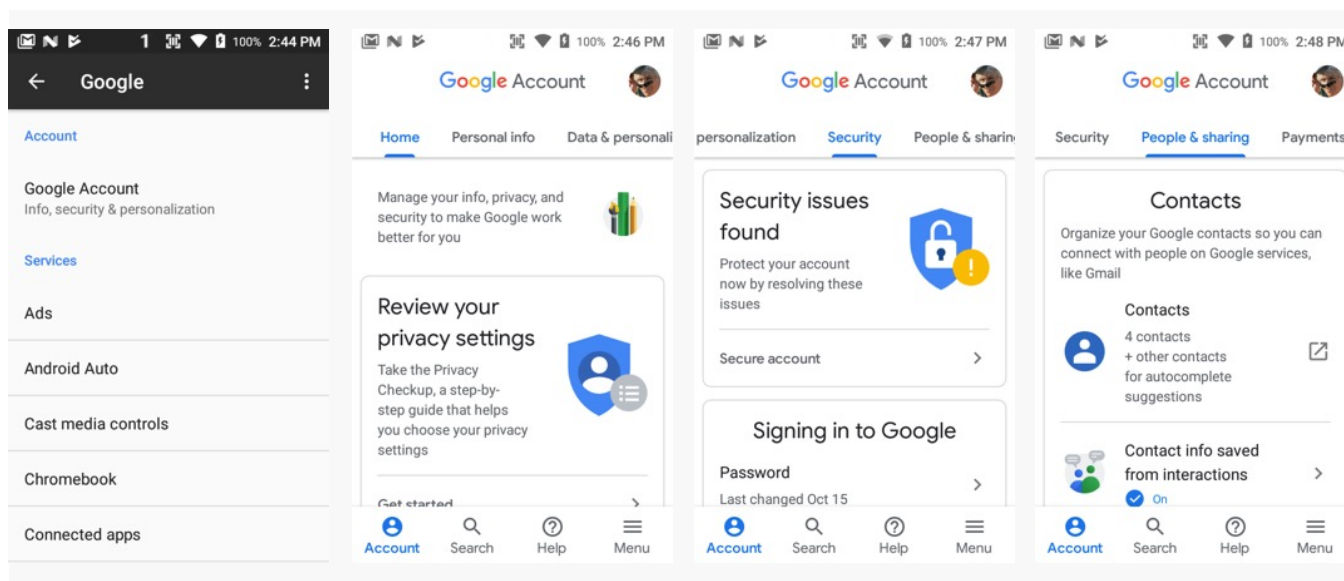 1 100% 2:44 PM
Google
Account
Google Account
Info, security & personalization
Services
Ads
Android Auto
Cast media controls
Chromebook
Connected apps
100% 2:46 PM
Google Account
Home Personal info Data & personali
Manage your info, privacy, and
security to make Google work
better for you
Review your
privacy settings
Take the Privacy
Checkup, a step-by-
step guide that helps
you choose your privacy
settings
Get started
Account Search Help Menu
100% 2:47 PM
Google Account
personalization Security People & sharin
Security issues
found
Protect your account
now by resolving these
issues
Secure account
Signing in to Google
Password
Last changed Oct 15
Account Search Help Menu
100% 2:48 PM
Google Account
Security People & sharing Payments
Contacts
Organize your Google contacts so you can
connect with people on Google services,
like Gmail
Contacts
4 contacts
+ other contacts
for autocomplete
suggestions
Contact info saved
from interactions
On
Account Search Help Menu